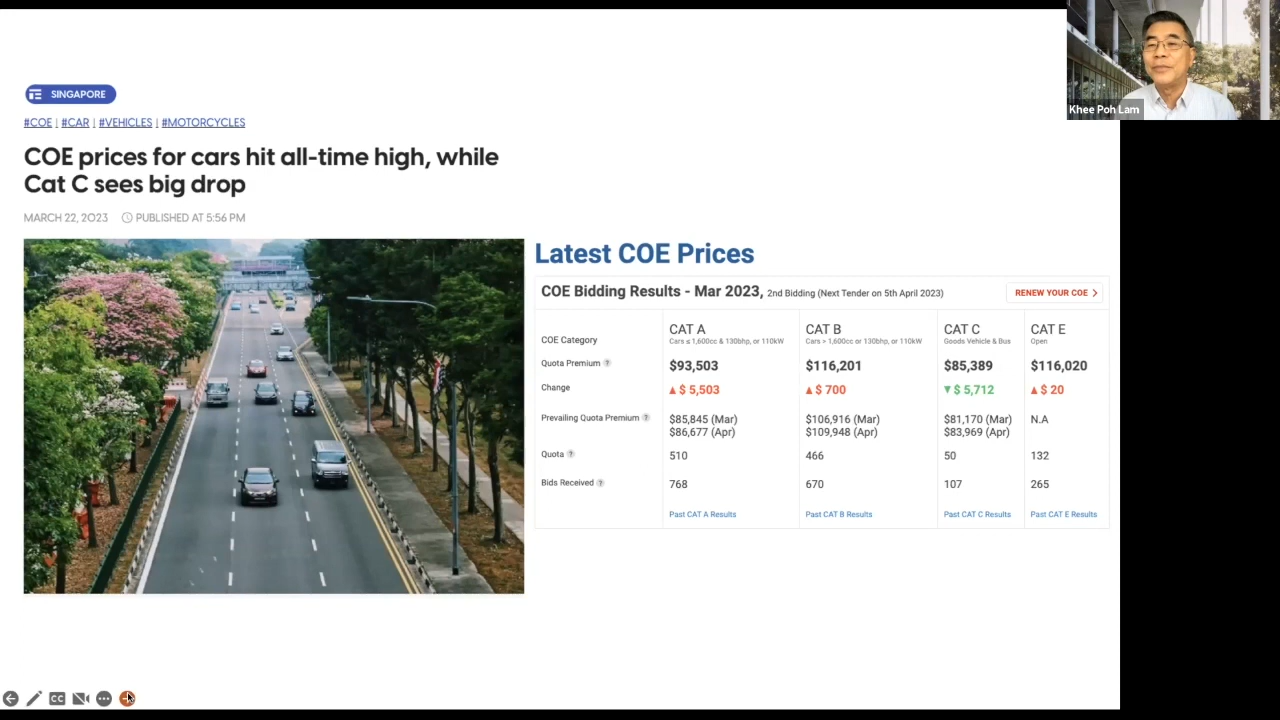 SINGAPORE
#COE | #CAR | #VEHICLES | #MOTORCYCLES
COE prices for cars hit all-time high, while
Cat C sees big drop
MARCH 22, 2023 PUBLISHED AT 5:56 PM
Khee Poh Lam
Latest COE Prices
COE Bidding Results - Mar 2023, 2nd Bidding (Next Tender on 5th April 2023) RENEW YOUR COE
COE Category CAT A CAT B CAT C CAT E
Cars ≤ 1,600cc & 130bhp, or 110kW Cars > 1,600cc or 130bhp, or 110kW Goods Vehicle & Bus Open
Quota Premium ? $93,503 $116,201 $85,389 $116,020
Change ▲ $ 5,503 ▲ $ 700 ▼ $ 5,712 ▲ $ 20
Prevailing Quota Premium ? $85,845 (Mar) $106,916 (Mar) $81,170 (Mar) N.A
$86,677 (Apr) $109,948 (Apr) $83,969 (Apr)
Quota ? 510 466 50 132
Bids Received ? 768 670 107 265
Past CAT A Results Past CAT B Results Past CAT C Results Past CAT E Results
CC